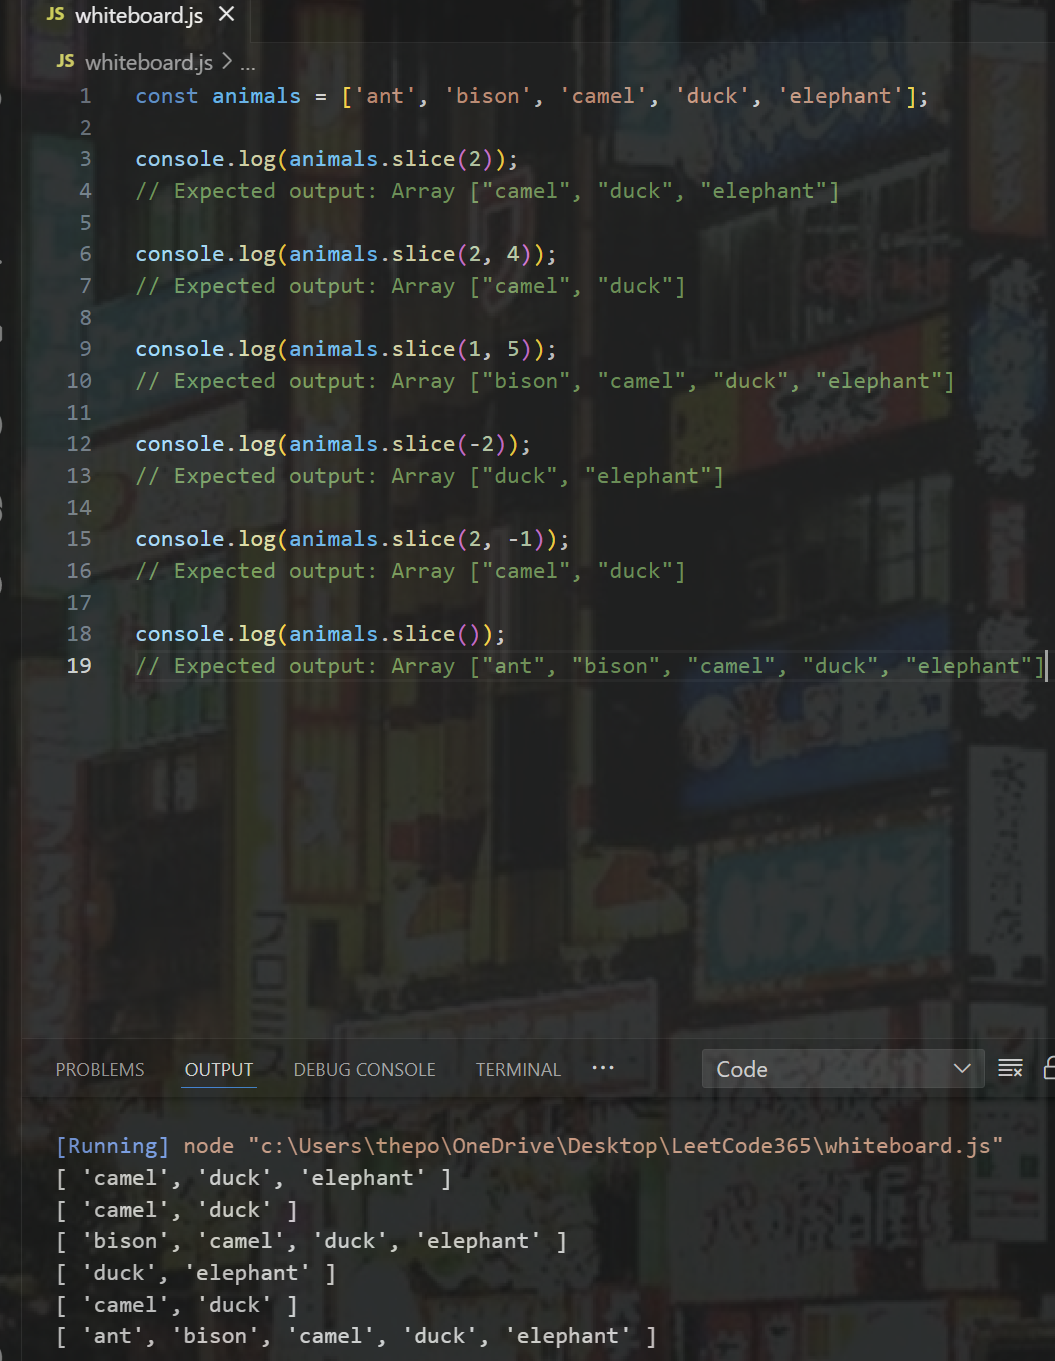 JS whiteboard.js ×
JS whiteboard.js > ...
1 const animals = ['ant', 'bison', 'camel', 'duck', 'elephant'];
2
3 console.log(animals.slice(2));
4 // Expected output: Array ["camel", "duck", "elephant"]
5
6 console.log(animals.slice(2, 4));
7 // Expected output: Array ["camel", "duck"]
8
9 console.log(animals.slice(1, 5));
10 // Expected output: Array ["bison", "camel", "duck", "elephant"]
11
12 console.log(animals.slice(-2));
13 // Expected output: Array ["duck", "elephant"]
14
15 console.log(animals.slice(2, -1));
16 // Expected output: Array ["camel", "duck"]
17
18 console.log(animals.slice());
19 // Expected output: Array ["ant", "bison", "camel", "duck", "elephant"]
PROBLEMS OUTPUT DEBUG CONSOLE TERMINAL ... Code
[Running] node "c:\Users\thepo\OneDrive\Desktop\LeetCode365\whiteboard.js"
[ 'camel', 'duck', 'elephant' ]
[ 'camel', 'duck' ]
[ 'bison', 'camel', 'duck', 'elephant' ]
[ 'duck', 'elephant' ]
[ 'camel', 'duck' ]
[ 'ant', 'bison', 'camel', 'duck', 'elephant' ]